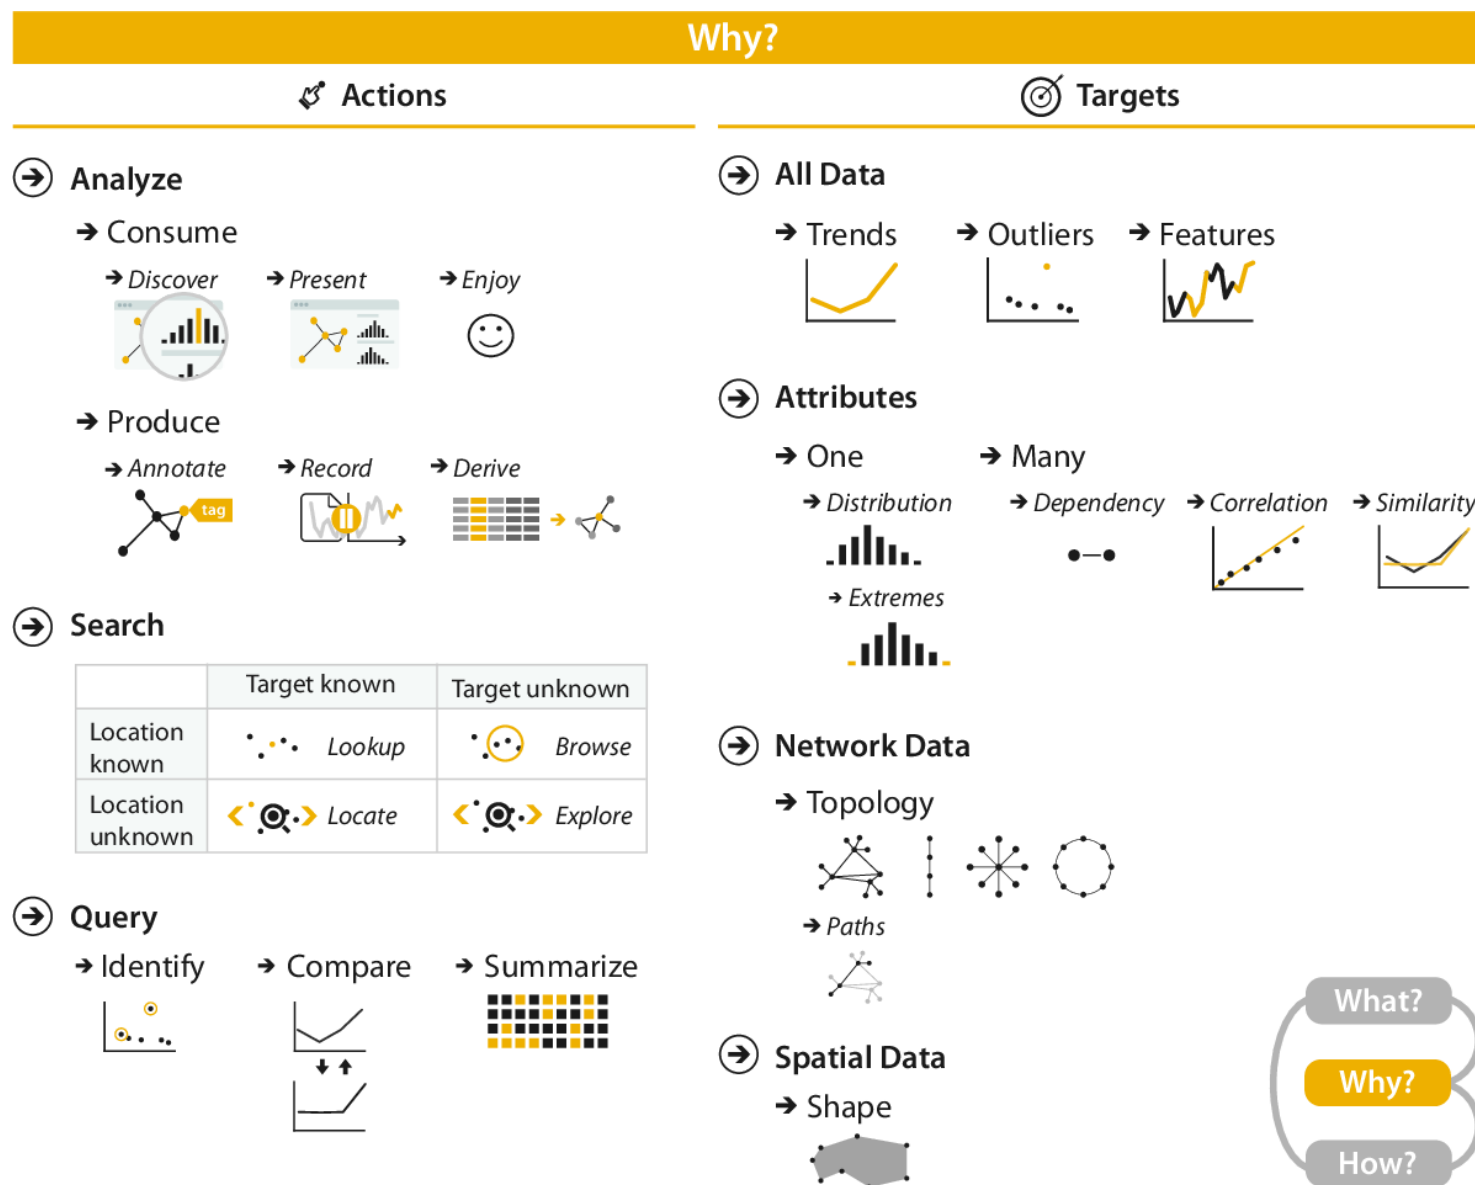 Why?
Actions
Targets
Analyze
Consume
Discover Present Enjoy
Produce
Annotate Record Derive
tag
Search
Target known Target unknown
Location known
Lookup Browse
Location unknown
Locate Explore
Query
Identify Compare Summarize
All Data
Trends Outliers Features
Attributes
One Many
Distribution Dependency Correlation Similarity
Extremes
Network Data
Topology
Paths
Spatial Data
Shape
What?
Why?
How?